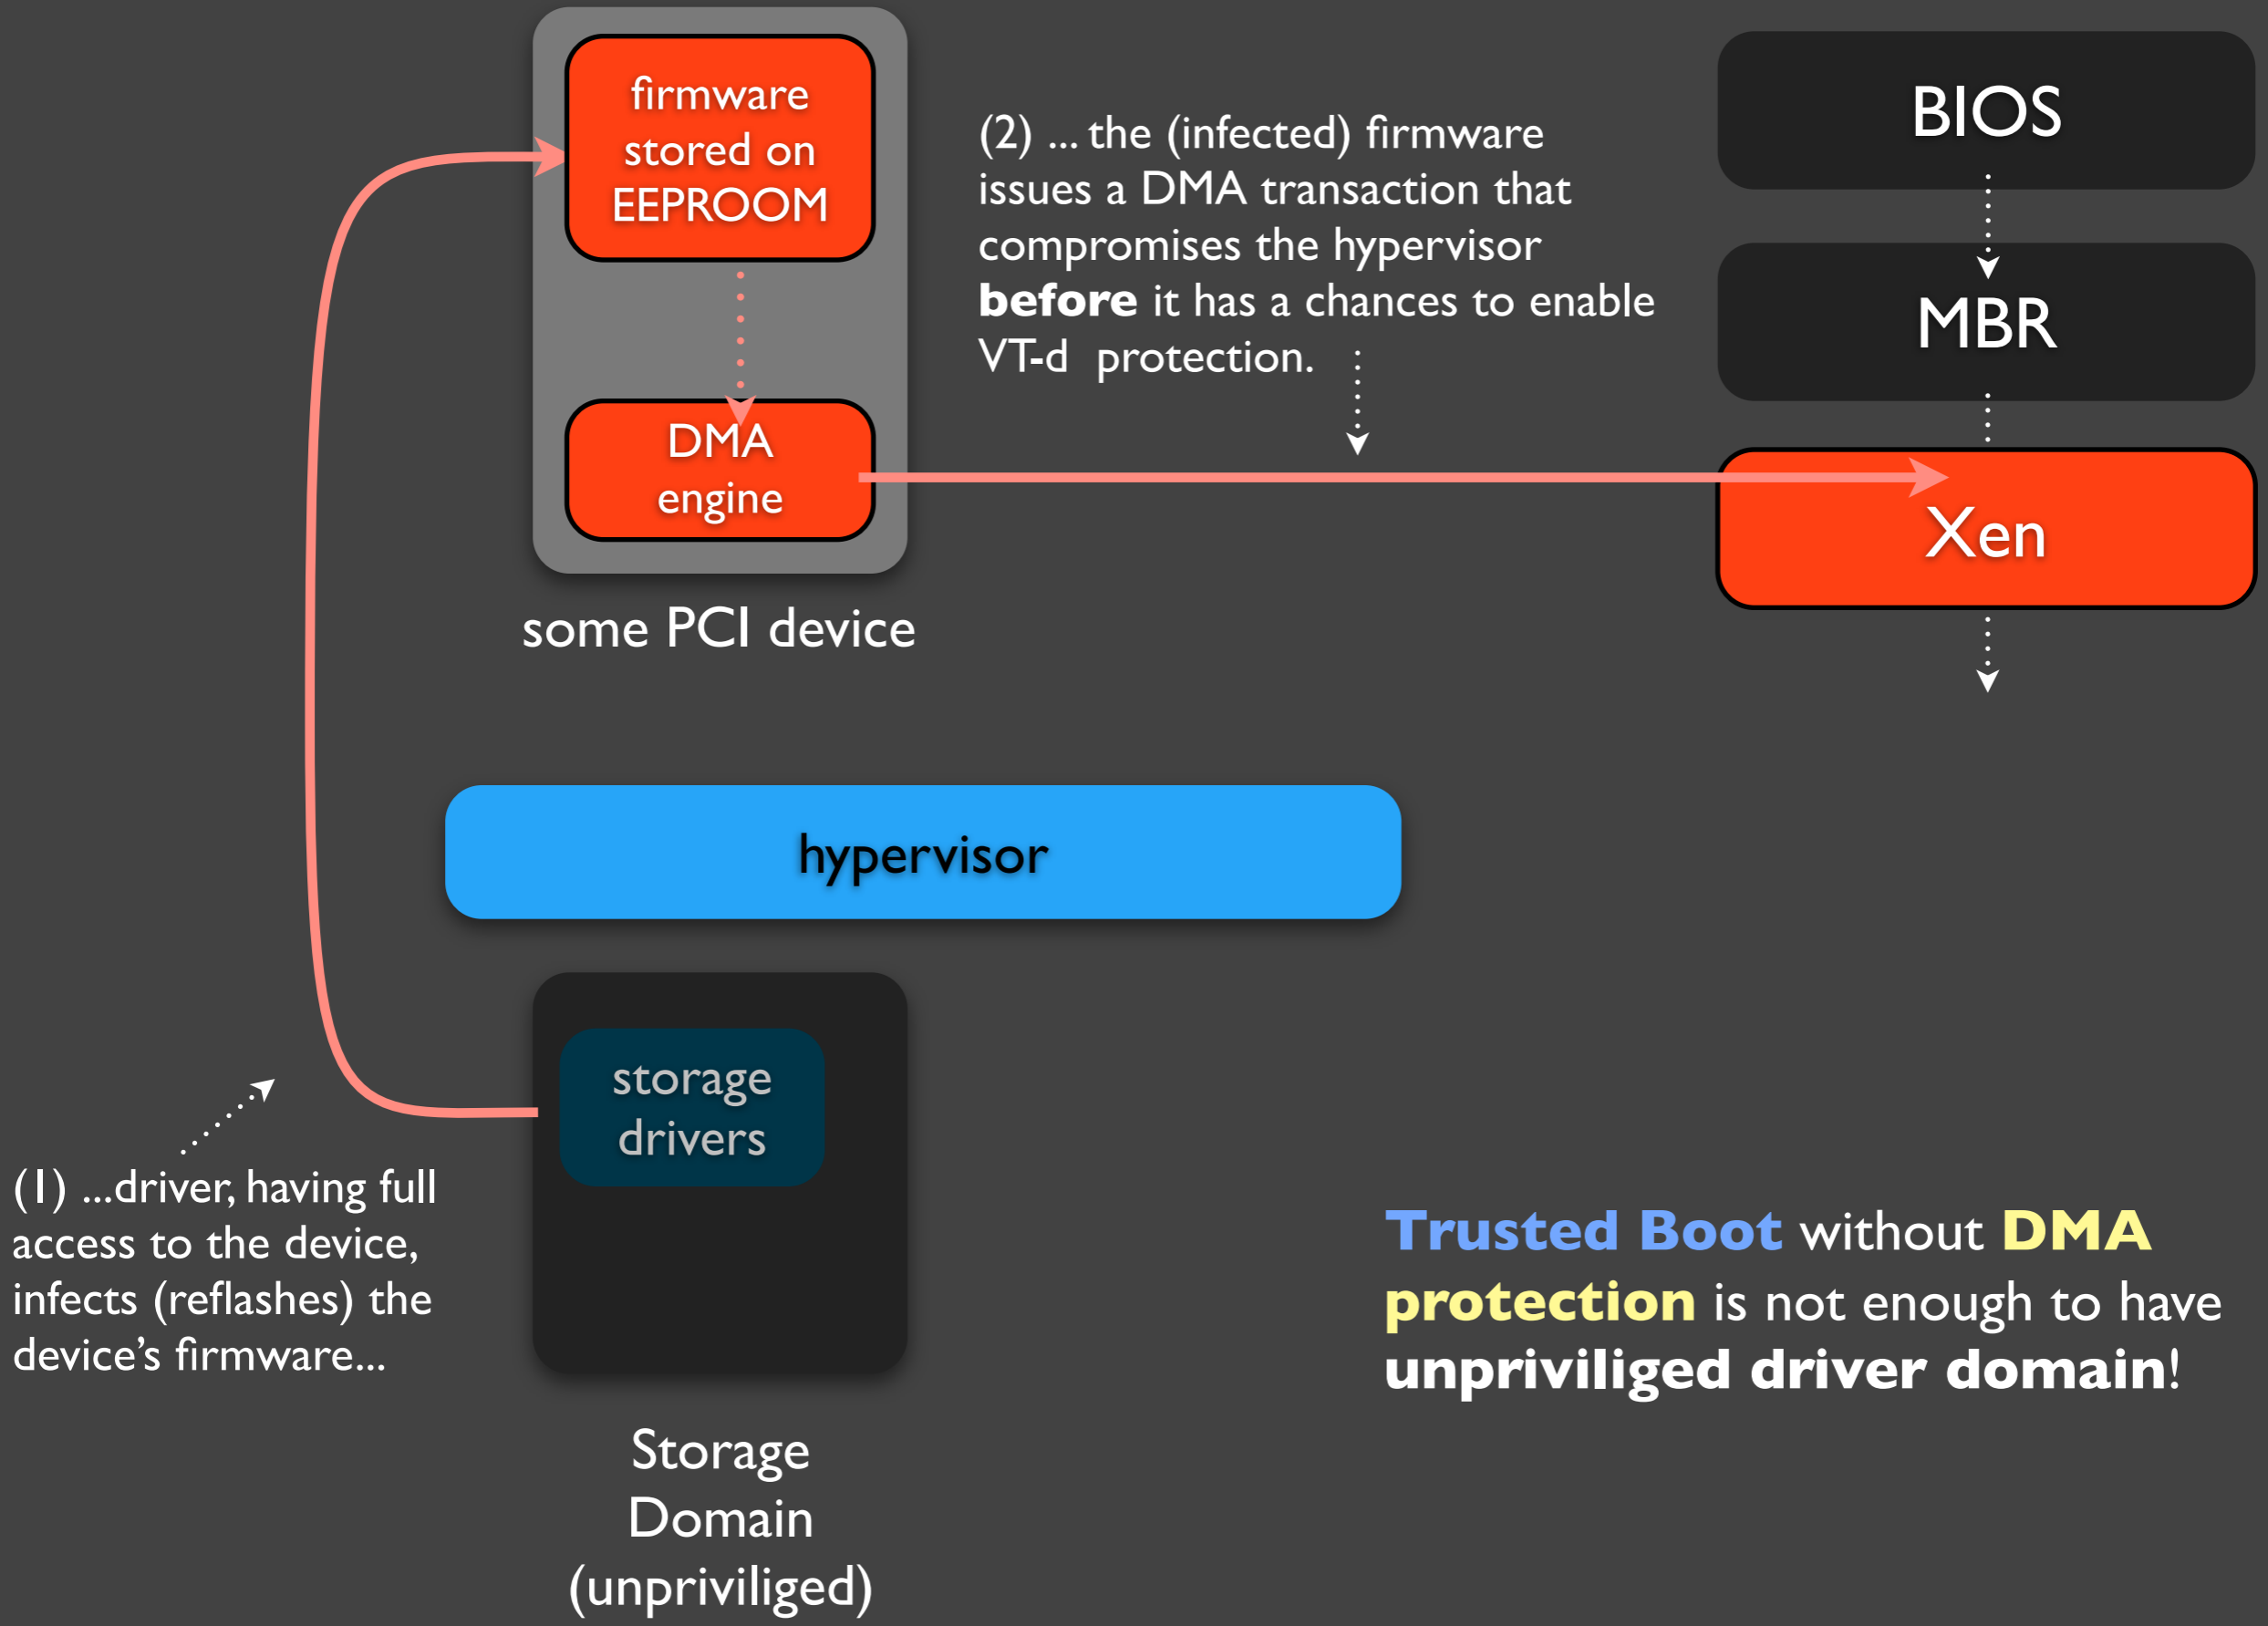 firmware
stored on
EEPROOM
DMA
engine
some PCI device
(2) ... the (infected) firmware
issues a DMA transaction that
compromises the hypervisor
before it has a chances to enable
VT-d protection.
BIOS
MBR
Xen
hypervisor
storage
drivers
(1) ...driver, having full
access to the device,
infects (reflashes) the
device’s firmware...
Storage
Domain
(unpriviliged)
Trusted Boot without DMA
protection is not enough to have
unpriviliged driver domain!